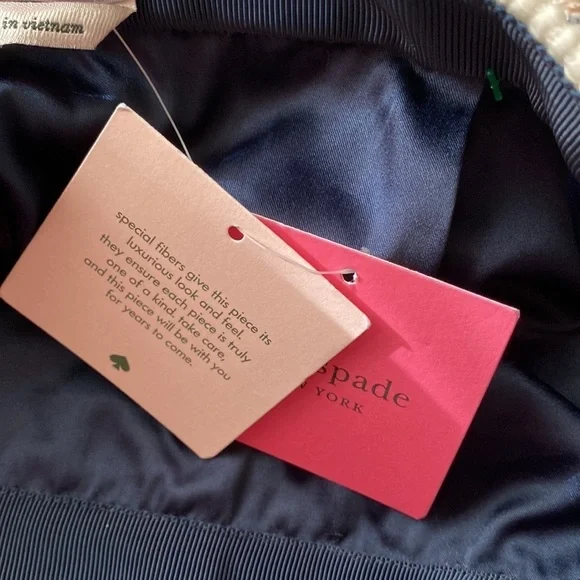 in vietnam
special fibers give this piece its
luxurious look and feel.
they ensure each piece is truly
one of a kind. take care,
and this piece will be with you
for years to come.
spade
YORK